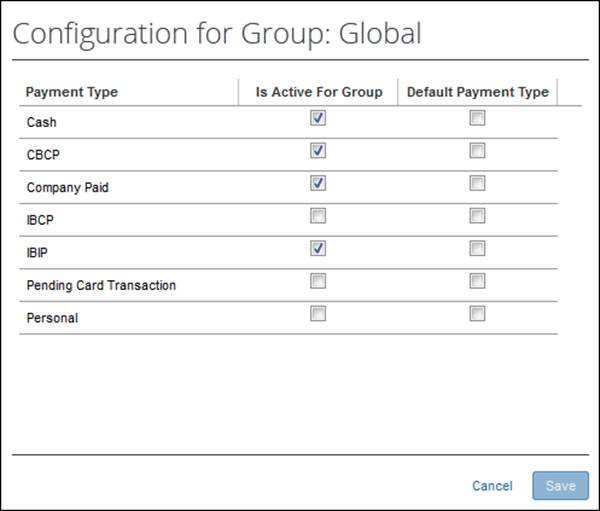 Configuration for Group: Global
Payment Type Is Active For Group Default Payment Type
Cash
CBCP
Company Paid
IBCP
IBIP
Pending Card Transaction
Personal
Cancel Save